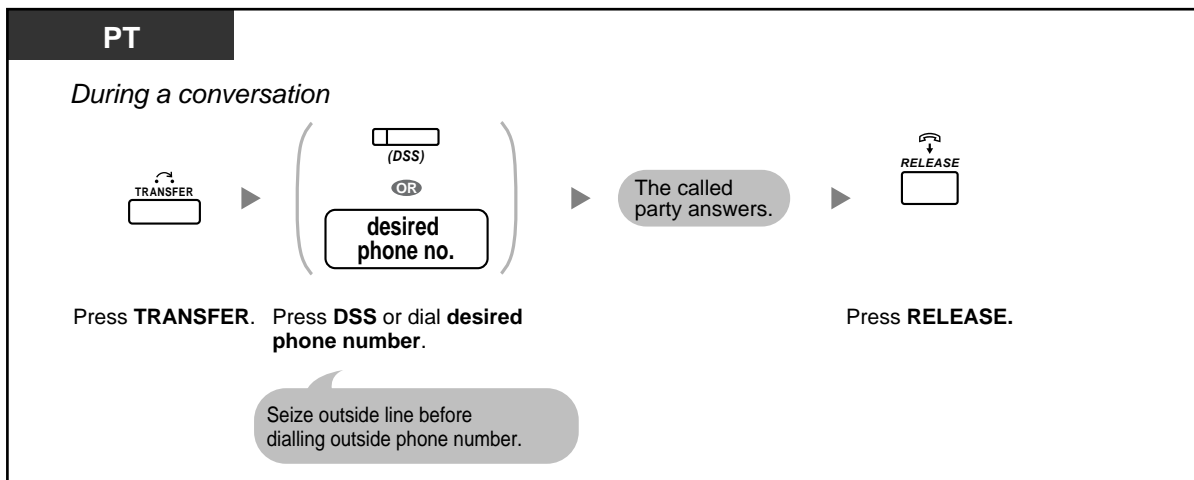 PT
During a conversation
TRANSFER
(DSS)
OR
desired
phone no.
The called
party answers.
RELEASE
Press TRANSFER.
Press DSS or dial desired
phone number.
Press RELEASE.
Seize outside line before
dialling outside phone number.